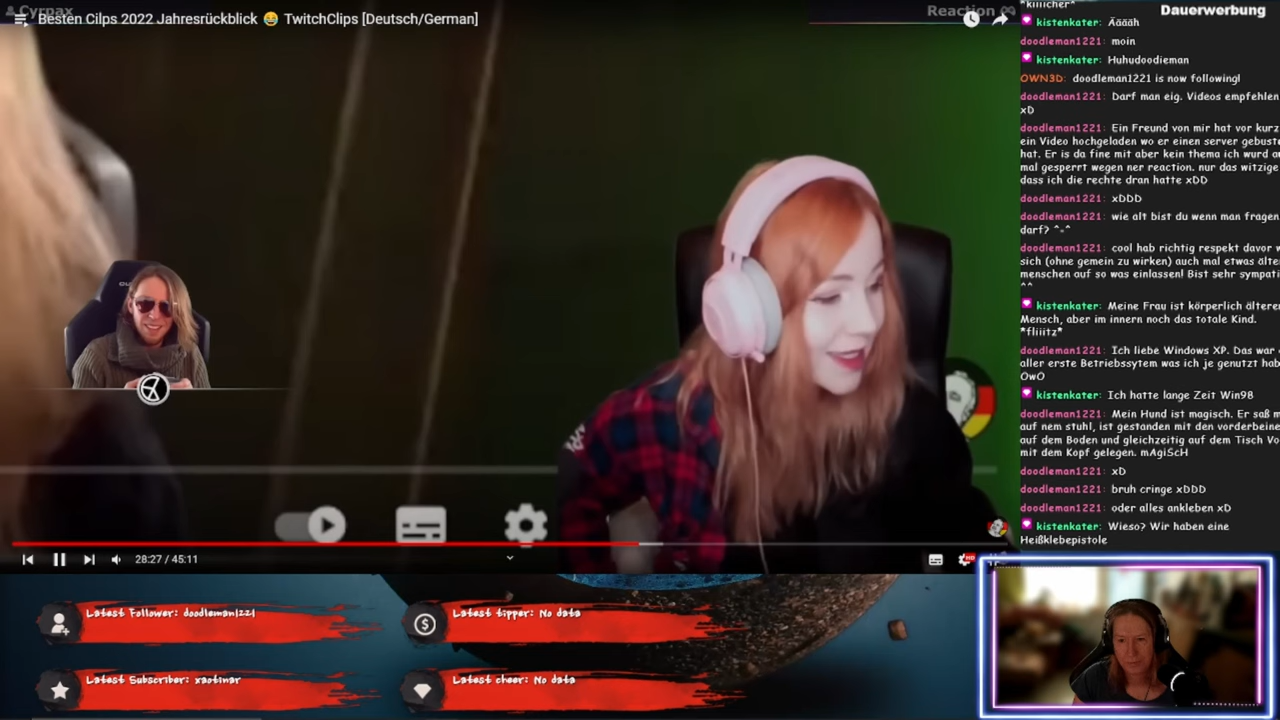 Cyrpax
Besten Cilps 2022 Jahresrückblick 😂 TwitchClips [Deutsch/German]
Reaction
Dauerwerbung
*kiiiicher*
kistenkater: Ääääh
doodleman1221: moin
kistenkater: Huhudoodieman
OWN3D: doodleman1221 is now following!
doodleman1221: Darf man eig. Videos empfehlen
xD
doodleman1221: Ein Freund von mir hat vor kurz
ein Video hochgeladen wo er einen server gebuste
hat. Er is da fine mit aber kein thema ich wurd au
mal gesperrt wegen ner reaction. nur das witzige
dass ich die rechte dran hatte xDD
doodleman1221: xDDD
doodleman1221: wie alt bist du wenn man fragen
darf? ^-^
doodleman1221: cool hab richtig respekt davor w
sich (ohne gemein zu wirken) auch mal etwas älte
menschen auf so was einlassen! Bist sehr sympati
^^
kistenkater: Meine Frau ist körperlich älterer
Mensch, aber im innern noch das totale Kind.
*fliiitz*
doodleman1221: Ich liebe Windows XP. Das war
aller erste Betriebssytem was ich je genutzt hab
OwO
kistenkater: Ich hatte lange Zeit Win98
doodleman1221: Mein Hund ist magisch. Er saß m
auf nem stuhl, ist gestanden mit den vorderbeine
auf dem Boden und gleichzeitig auf dem Tisch Vo
mit dem Kopf gelegen. mAgiScH
doodleman1221: xD
doodleman1221: bruh cringe xDDD
doodleman1221: oder alles ankleben xD
kistenkater: Wieso? Wir haben eine
Heißklebepistole
28:27 / 45:11
HD
Latest Follower: doodleman1221
Latest tipper: No data
Latest Subscriber: xaotinar
Latest cheer: No data